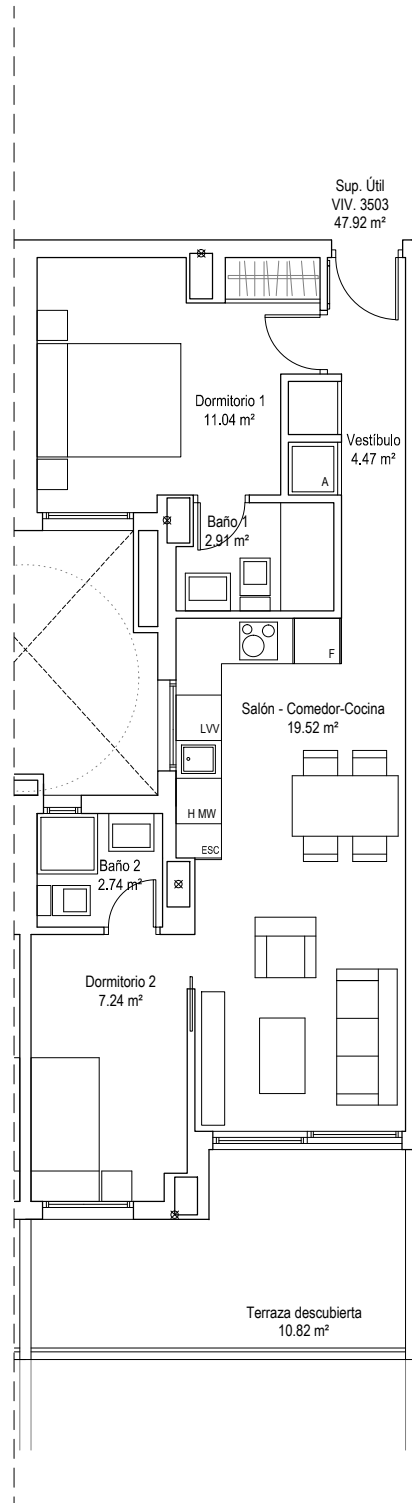 Sup. Útil
VIV. 3503
47.92 m²
Dormitorio 1
11.04 m²
Vestíbulo
4.47 m²
A
Baño 1
2.91 m²
F
Salón - Comedor-Cocina
19.52 m²
LVV
H MW
ESC
Baño 2
2.74 m²
Dormitorio 2
7.24 m²
Terraza descubierta
10.82 m²